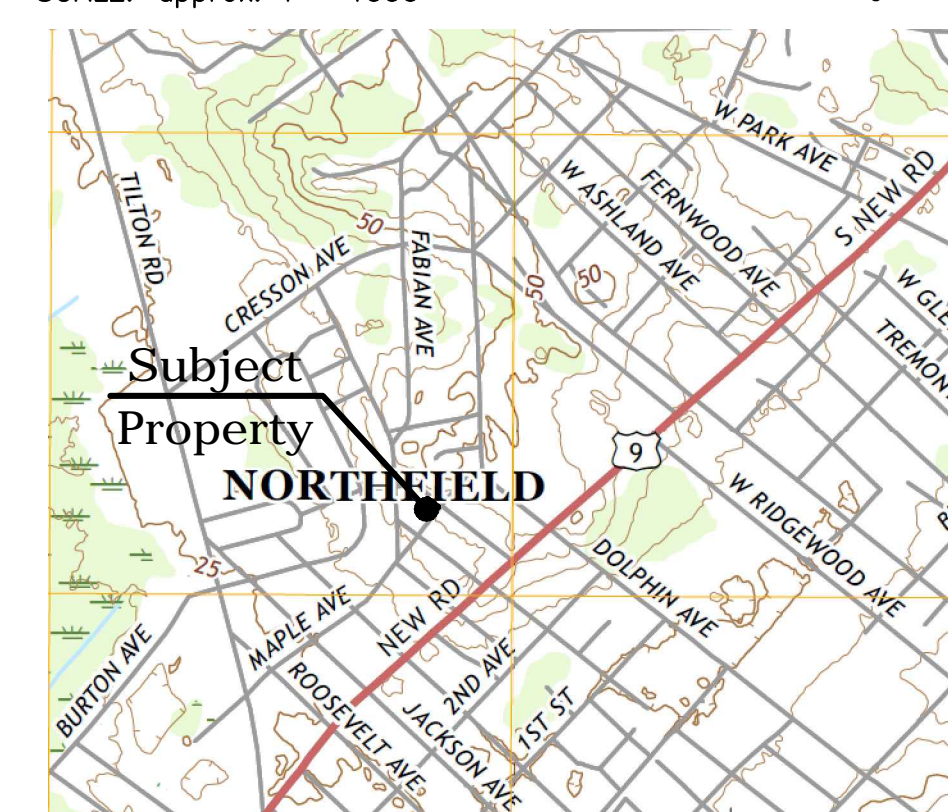 W PARK AVE
S NEW RD
TILTON RD
FERNWOOD AVE
W ASHLAND AVE
50
FABIAN AVE
CRESSON AVE
50
50
W GLE
TREMON
Subject
Property
9
NORTHFIELD
W RIDGEWOOD AVE
DOLPHIN AVE
25
NEW RD
MAPLE AVE
BURTON AVE
2ND AVE
ROOSEVELT AVE
JACKSON AVE
1ST ST